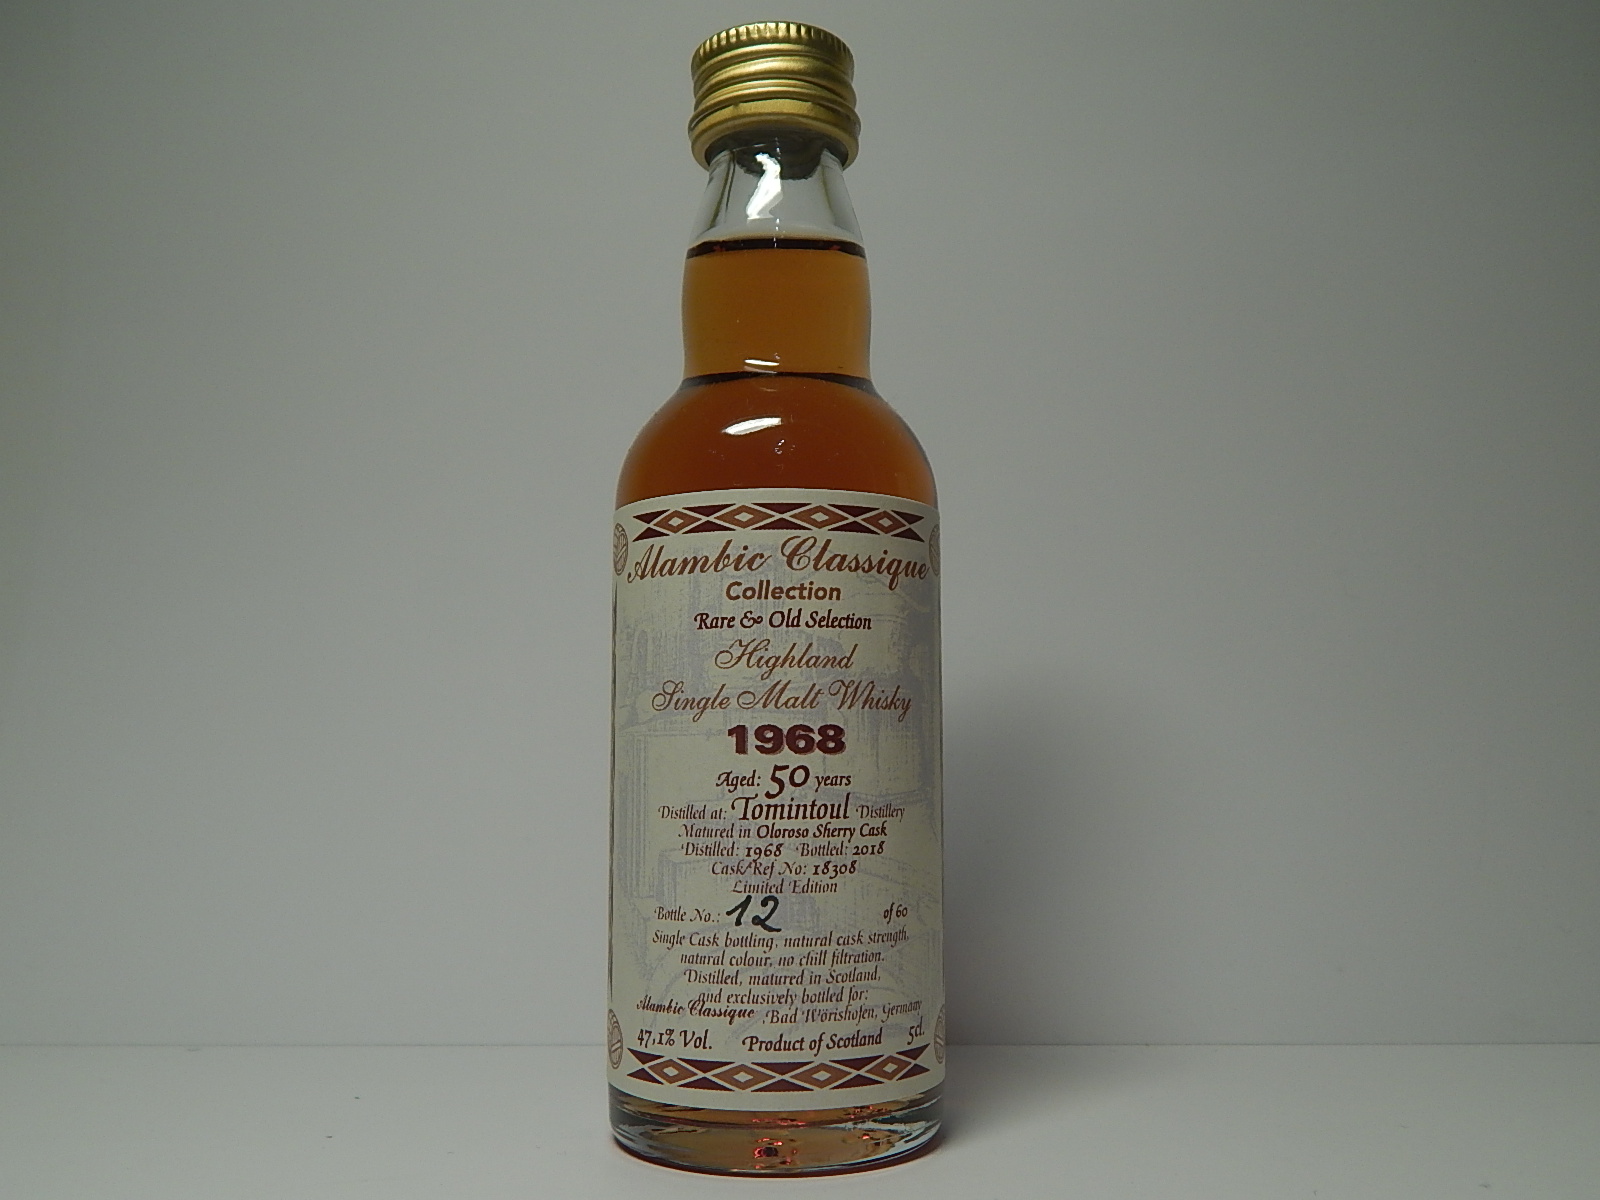 Alambic Classique
Collection
Rare & Old Selection
Highland
Single Malt Whisky
1968
Aged: 50 years
Distilled at: Tomintoul Distillery
Matured in Oloroso Sherry Cask
Distilled: 1968 Bottled: 2018
Cask/Ref No: 18308
Limited Edition
Bottle No.: 12 of 60
Single Cask bottling, natural cask strength,
natural colour, no chill filtration.
Distilled, matured in Scotland,
and exclusively bottled for:
Alambic Classique, Bad Wörishofen, Germany
47,1% Vol. Product of Scotland 5cl.